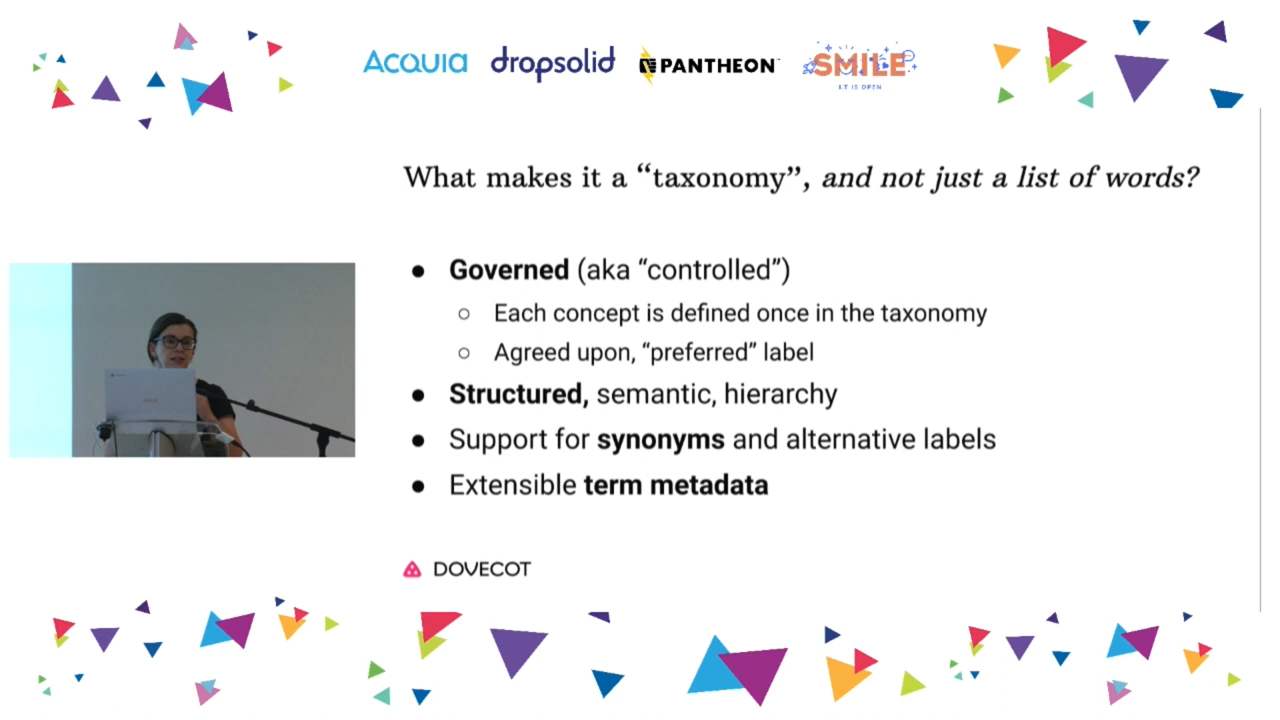 ACQUIA
dropsolid
PANTHEON
SMILE
I.T IS OPEN
What makes it a “taxonomy”, and not just a list of words?
● Governed (aka “controlled”)
○ Each concept is defined once in the taxonomy
○ Agreed upon, “preferred” label
● Structured, semantic, hierarchy
● Support for synonyms and alternative labels
● Extensible term metadata
DOVECOT